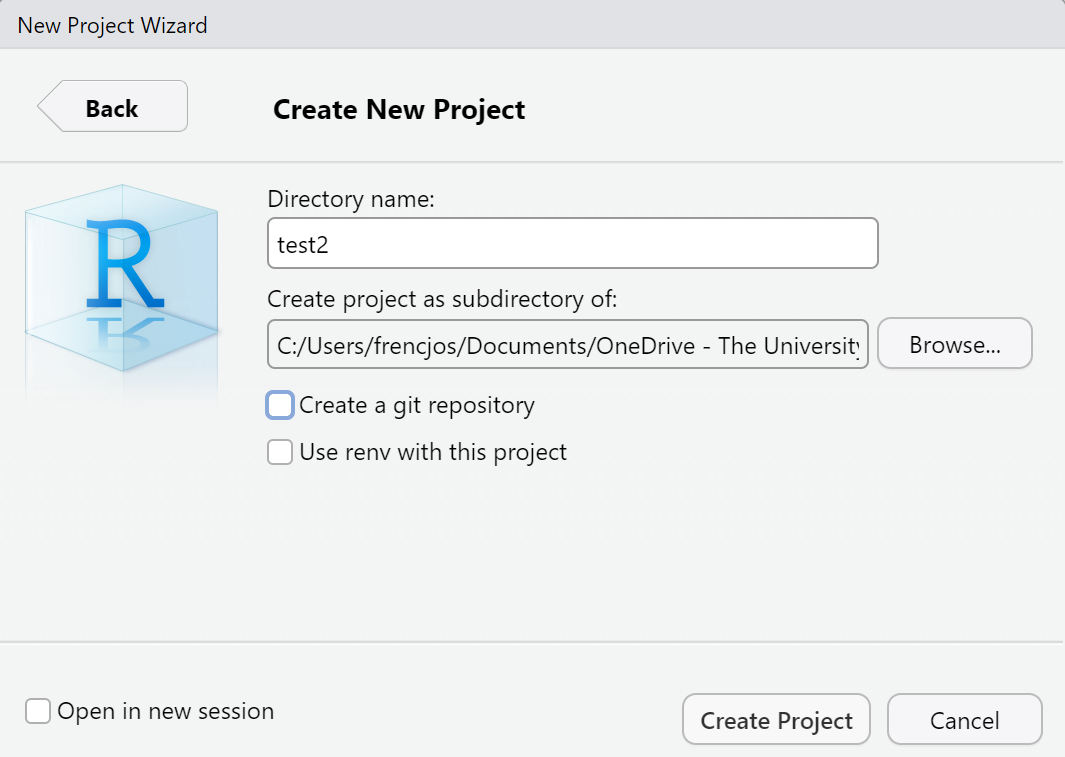 New Project Wizard
Back
Create New Project
R
Directory name:
test2
Create project as subdirectory of:
C:/Users/frencjos/Documents/OneDrive - The University
Browse...
Create a git repository
Use renv with this project
Open in new session
Create Project
Cancel